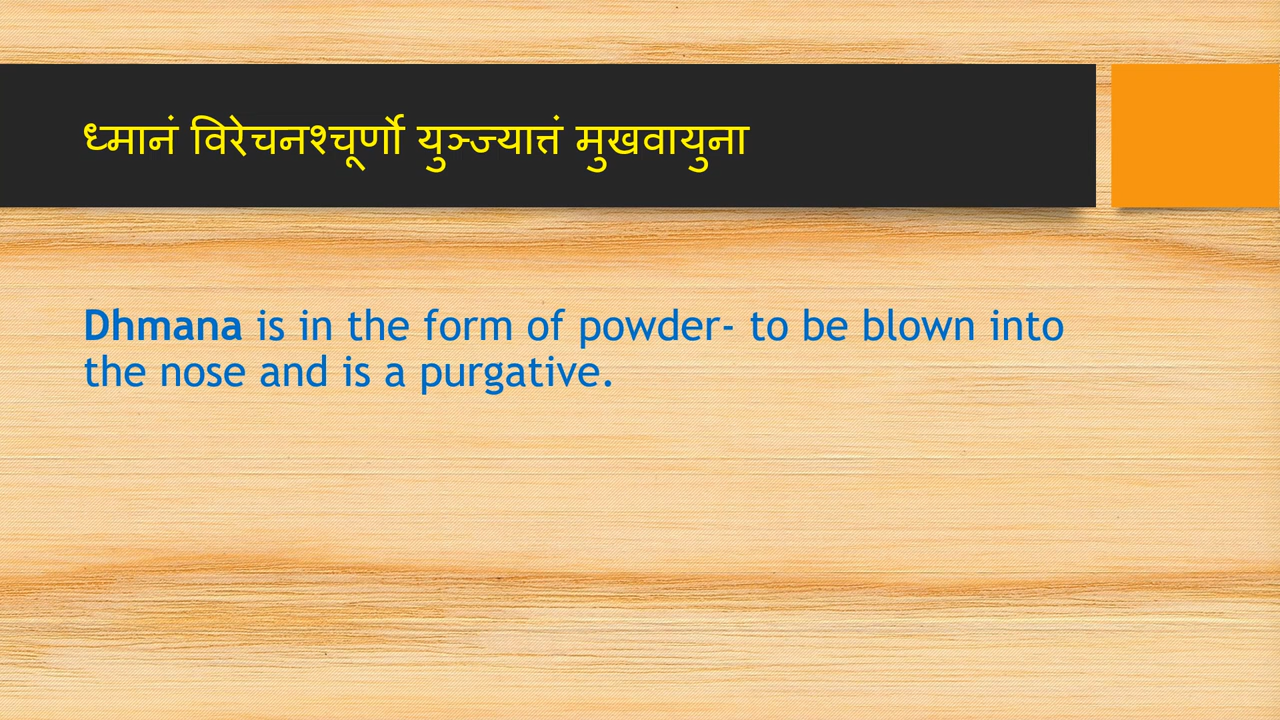 ध्मानं विरेचनश्चूर्णो युञ्ज्यात्तं मुखवायुना
Dhmana is in the form of powder- to be blown into
the nose and is a purgative.